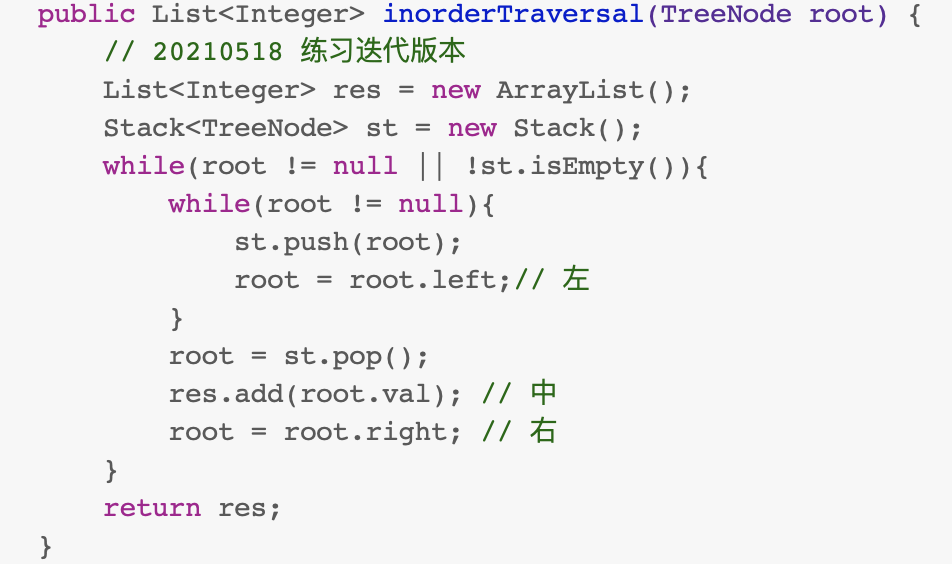 public List<Integer> inorderTraversal(TreeNode root) {
    // 20210518 练习迭代版本
    List<Integer> res = new ArrayList();
    Stack<TreeNode> st = new Stack();
    while(root != null || !st.isEmpty()){
        while(root != null){
            st.push(root);
            root = root.left;// 左
        }
        root = st.pop();
        res.add(root.val); // 中
        root = root.right; // 右
    }
    return res;
}